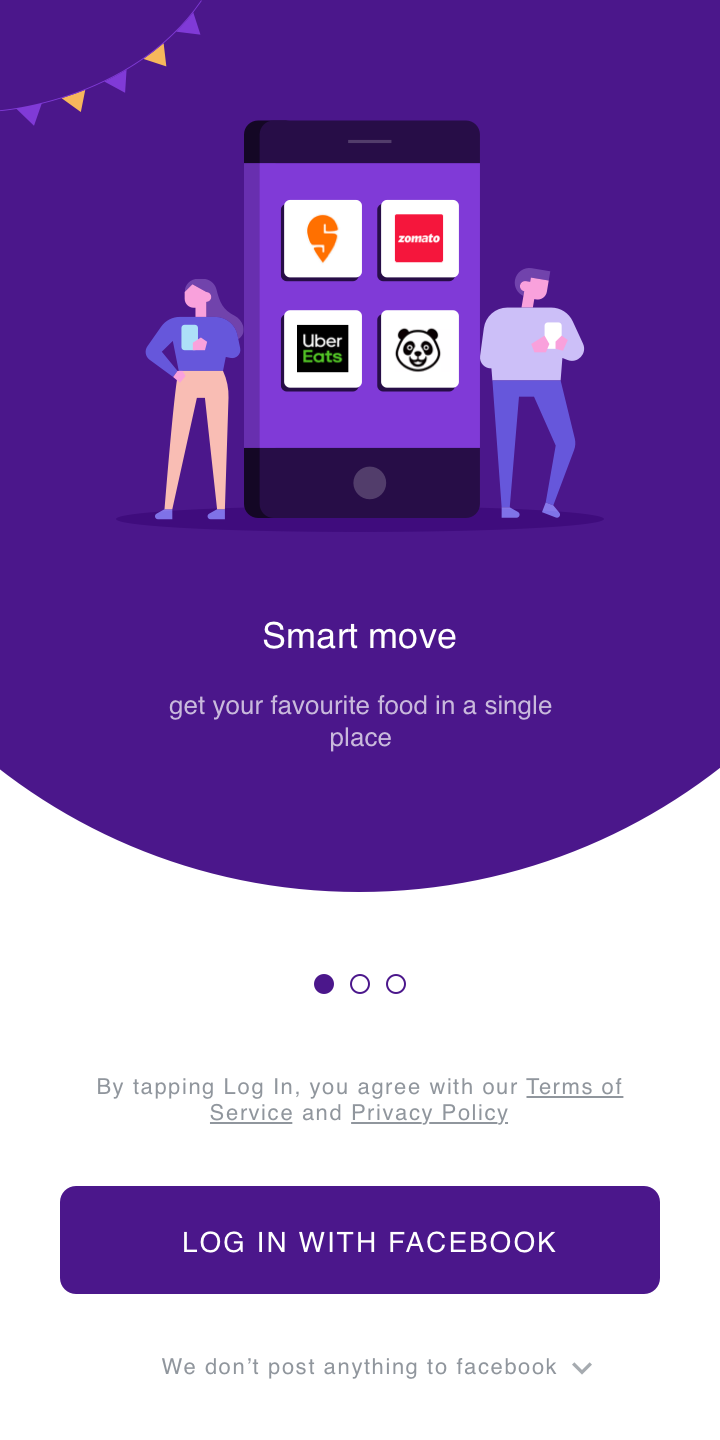 zomato
Uber
Eats
Smart move
get your favourite food in a single
place
By tapping Log In, you agree with our Terms of
Service and Privacy Policy
LOG IN WITH FACEBOOK
We don’t post anything to facebook